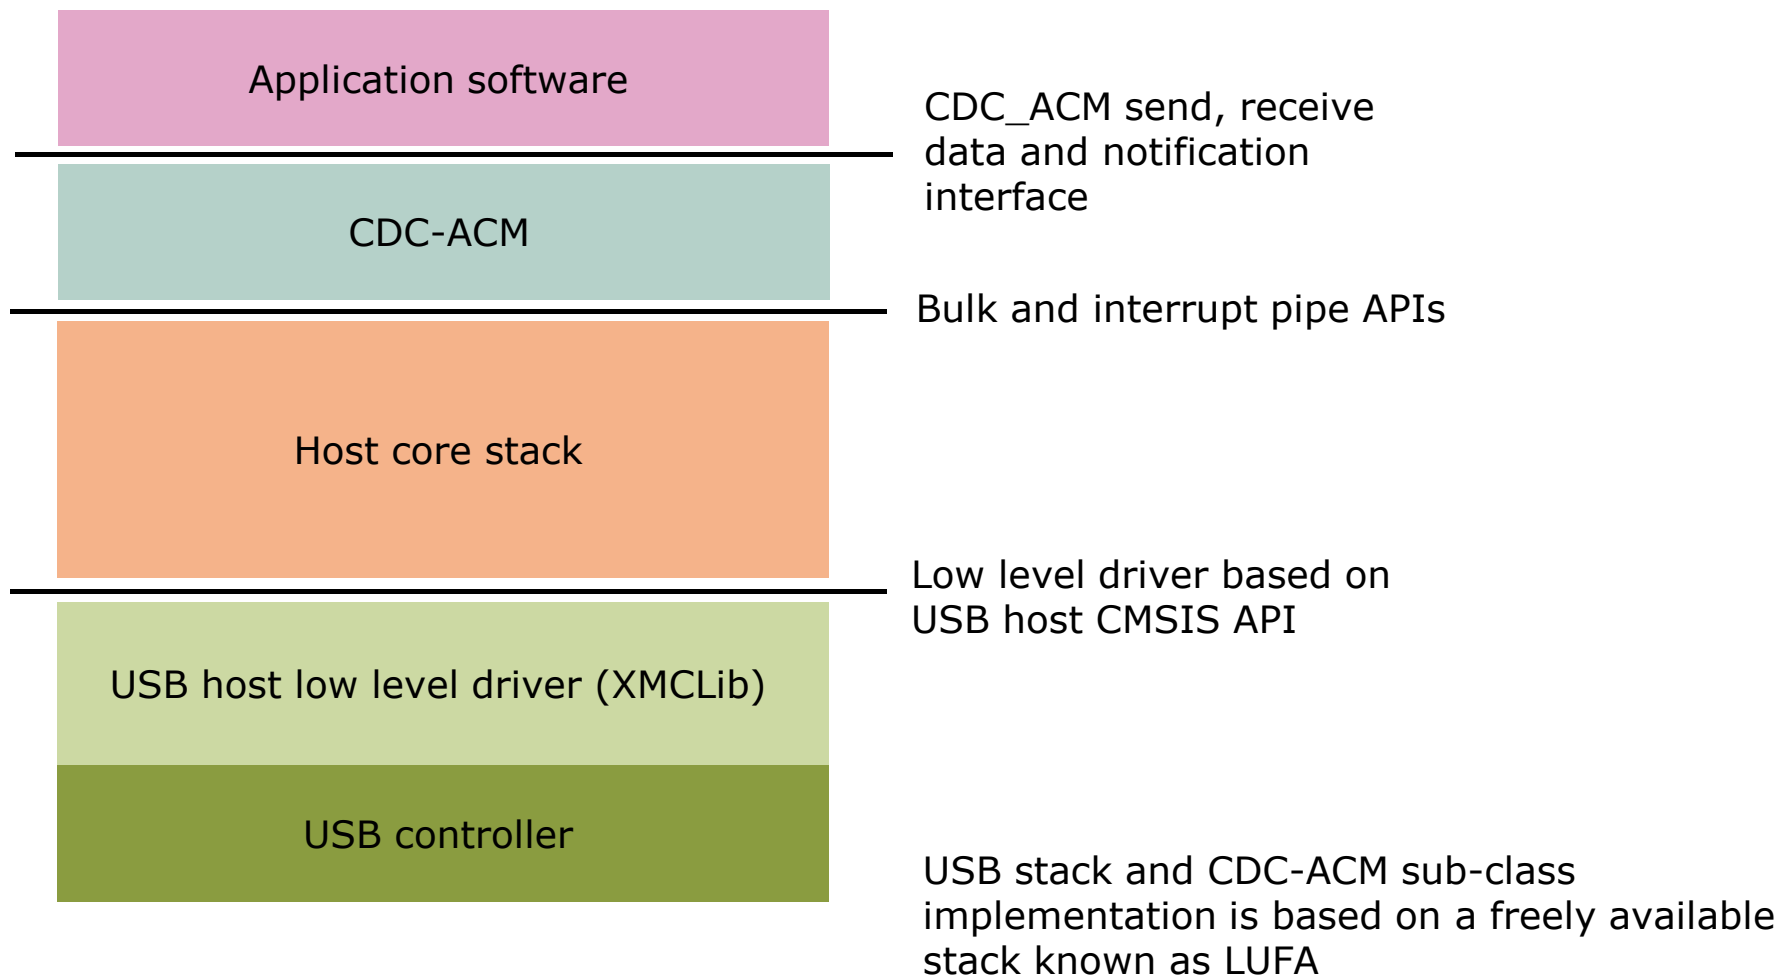 Application software
CDC_ACM send, receive
data and notification
interface
CDC-ACM
Bulk and interrupt pipe APIs
Host core stack
Low level driver based on
USB host CMSIS API
USB host low level driver (XMCLib)
USB controller
USB stack and CDC-ACM sub-class
implementation is based on a freely available
stack known as LUFA